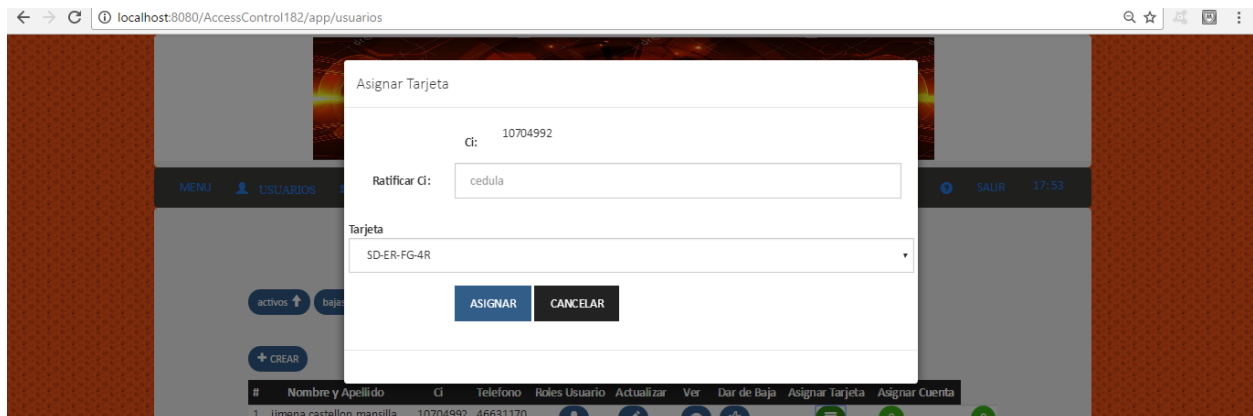 localhost:8080/AccessControl182/app/usuarios
Asignar Tarjeta
Ci: 10704992
Ratificar Ci: cedula
MENU USUARIOS SALIR 17:53
Tarjeta
SD-ER-FG-4R
activos bajas
ASIGNAR CANCELAR
+ CREAR
# Nombre y Apellido Ci Telefono Roles Usuario Actualizar Ver Dar de Baja Asignar Tarjeta Asignar Cuenta
1 jimena castellon mansilla 10704992 46631170